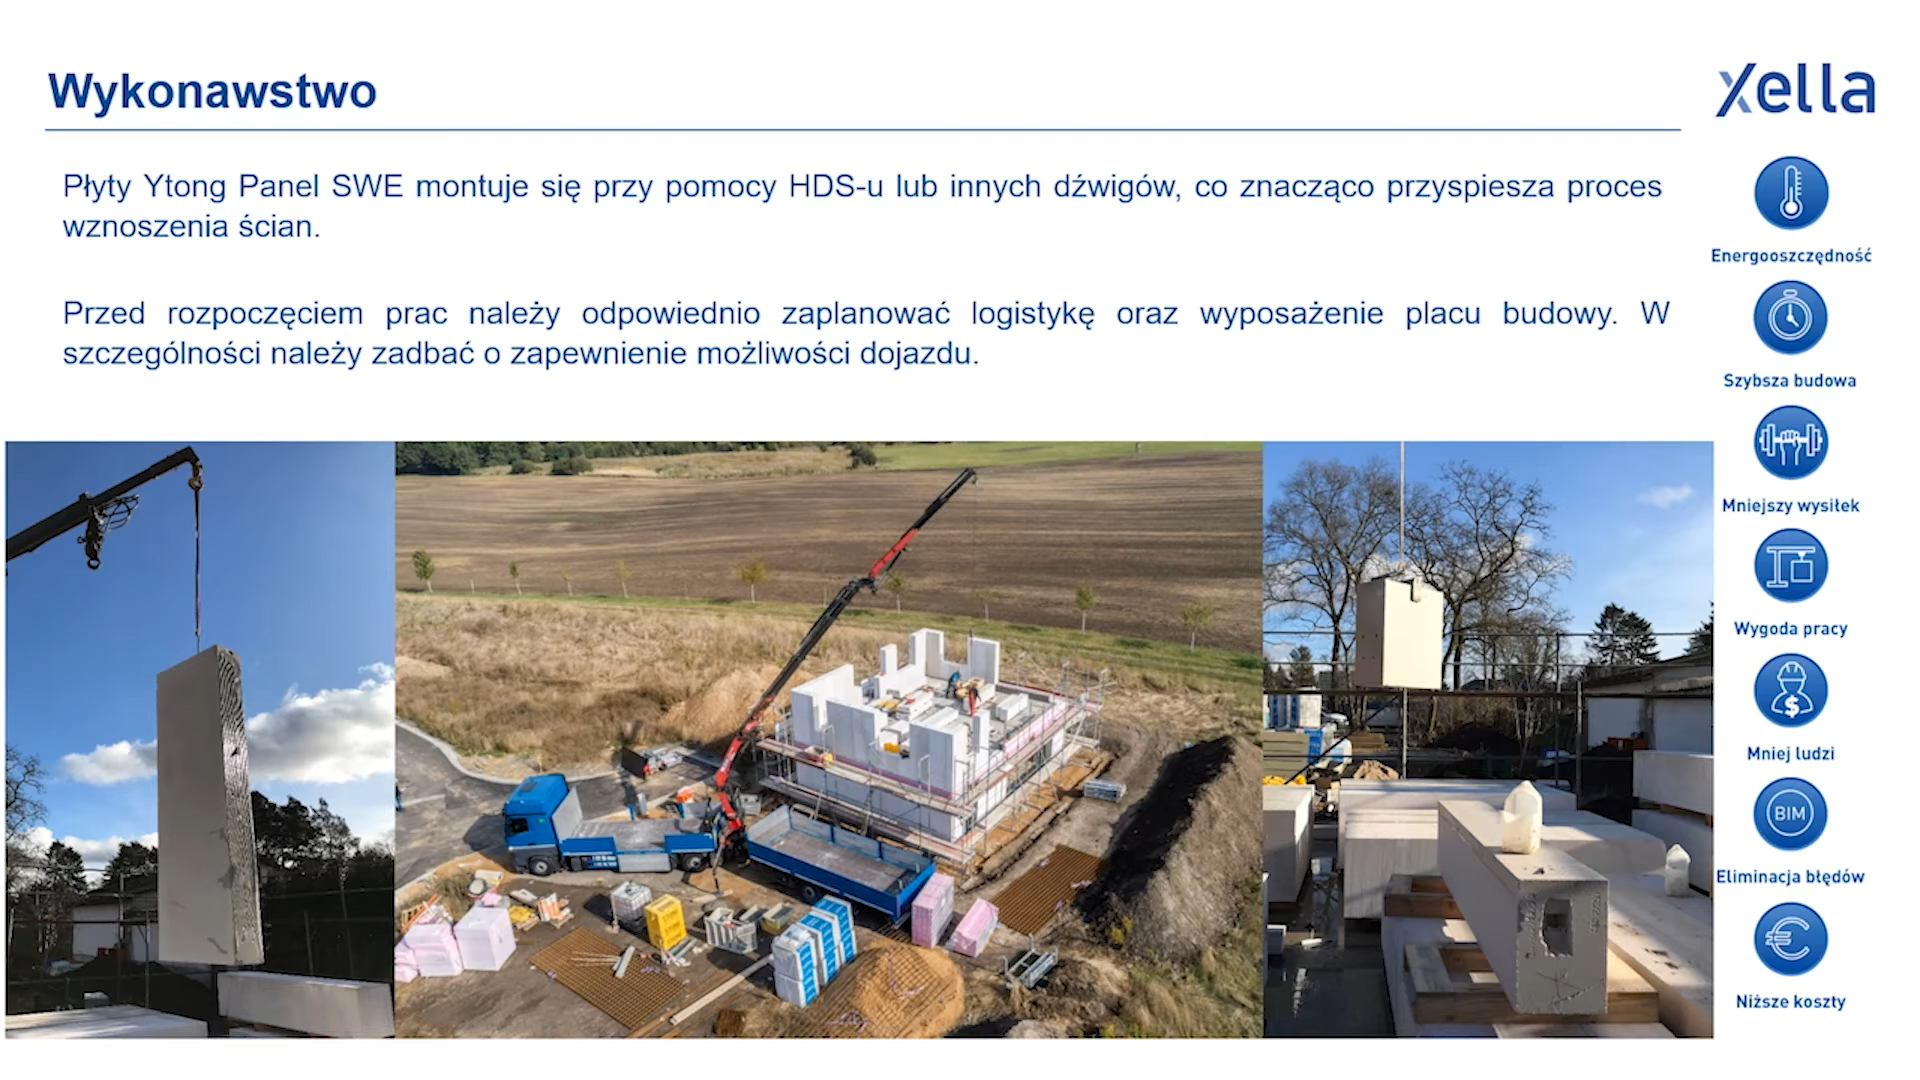 Wykonawstwo
xella
Płyty Ytong Panel SWE montuje się przy pomocy HDS-u lub innych dźwigów, co znacząco przyspiesza proces
wznoszenia ścian.
Przed rozpoczęciem prac należy odpowiednio zaplanować logistykę oraz wyposażenie placu budowy. W
szczególności należy zadbać o zapewnienie możliwości dojazdu.
Energooszczędność
Szybsza budowa
Mniejszy wysiłek
Wygoda pracy
$
Mniej ludzi
BIM
Eliminacja błędów
€
Niższe koszty